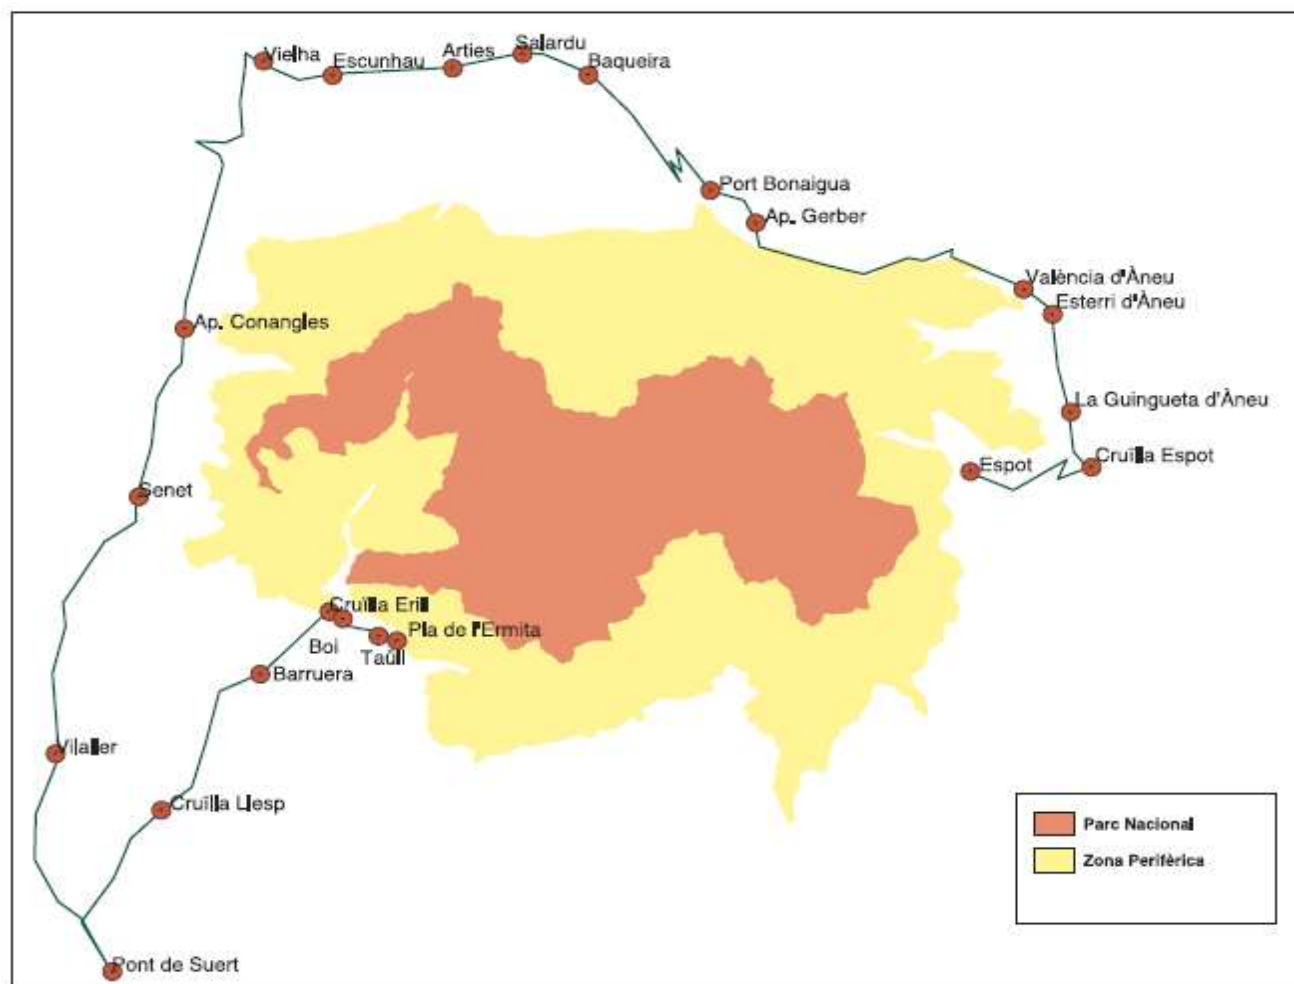 Vielha
Escunhau
Arties
Salardu
Baqueira
Port Bonaigua
Ap. Gerber
València d'Àneu
Esterri d'Àneu
Ap. Conangles
La Guingueta d'Àneu
Cruïlla Espot
Espot
Senet
Cruïlla Erill
Pla de l'Ermita
Boi
Taüll
Barruera
Vilaller
Cruïlla Llesp
Parc Nacional
Zona Perifèrica
Pont de Suert